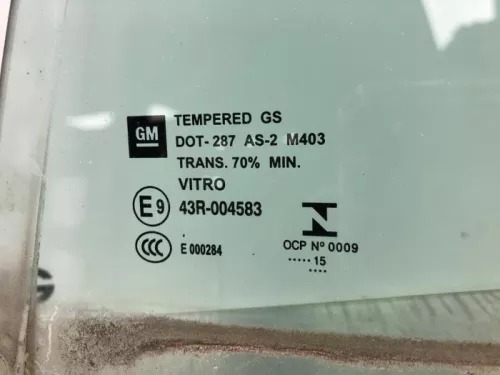 GM
TEMPERED GS
DOT-287 AS-2 M403
TRANS. 70% MIN.
VITRO
E9 43R-004583
CCC E 000284
N
OCP Nº 0009
..... 15 ....